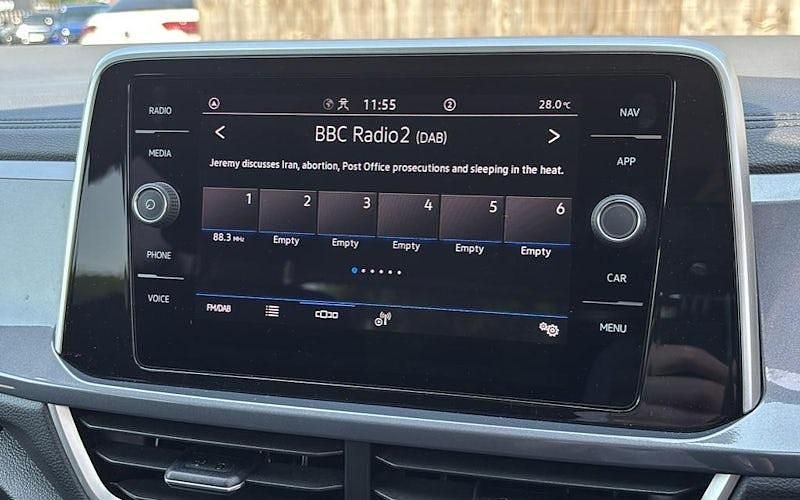 RADIO
MEDIA
PHONE
VOICE
11:55
2
28.0 °C
< BBC Radio2 (DAB) >
Jeremy discusses Iran, abortion, Post Office prosecutions and sleeping in the heat.
1 2 3 4 5 6
88.3 MHz Empty Empty Empty Empty Empty
FM/DAB
NAV
APP
CAR
MENU